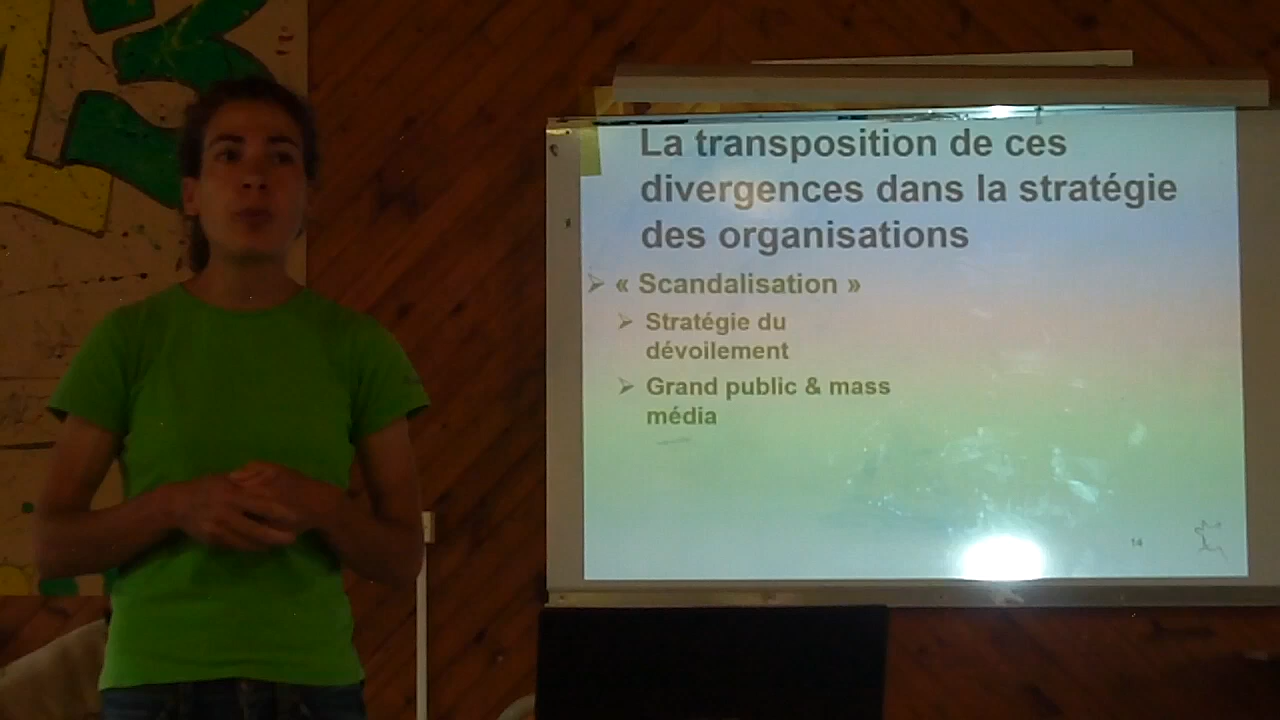 La transposition de ces
divergences dans la stratégie
des organisations
« Scandalisation »
Stratégie du
dévoilement
Grand public & mass
média
14